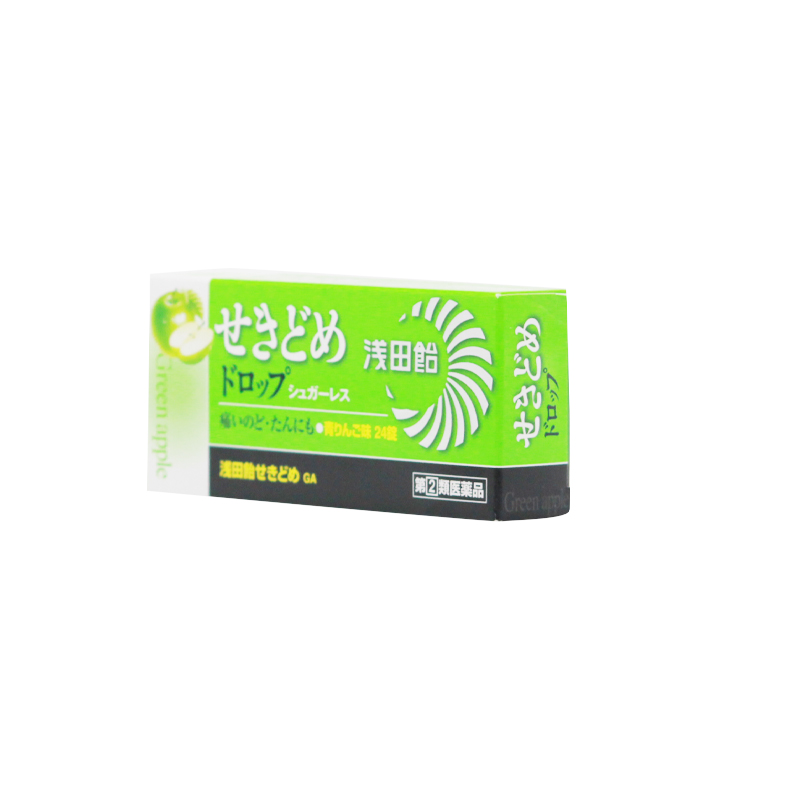 Green apple
せきどめ
ドロップ シュガーレス
痛いのど・たんにも●青りんご味 24錠
浅田飴せきどめ GA
浅田飴
第②類医薬品
せきどめ
ドロップ
Green apple